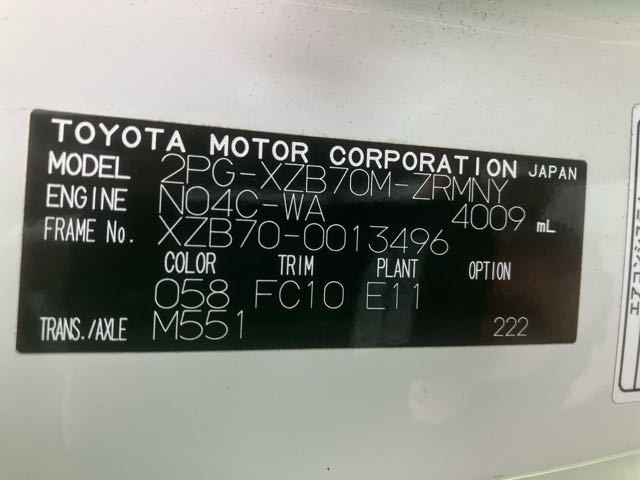 TOYOTA MOTOR CORPORATION JAPAN
MODEL 2PG-XZB70M-ZRMNY
ENGINE N04C-WA 4009 mL
FRAME No. XZB70-0013496
COLOR TRIM PLANT OPTION
058 FC10 E11
TRANS./AXLE M551 222